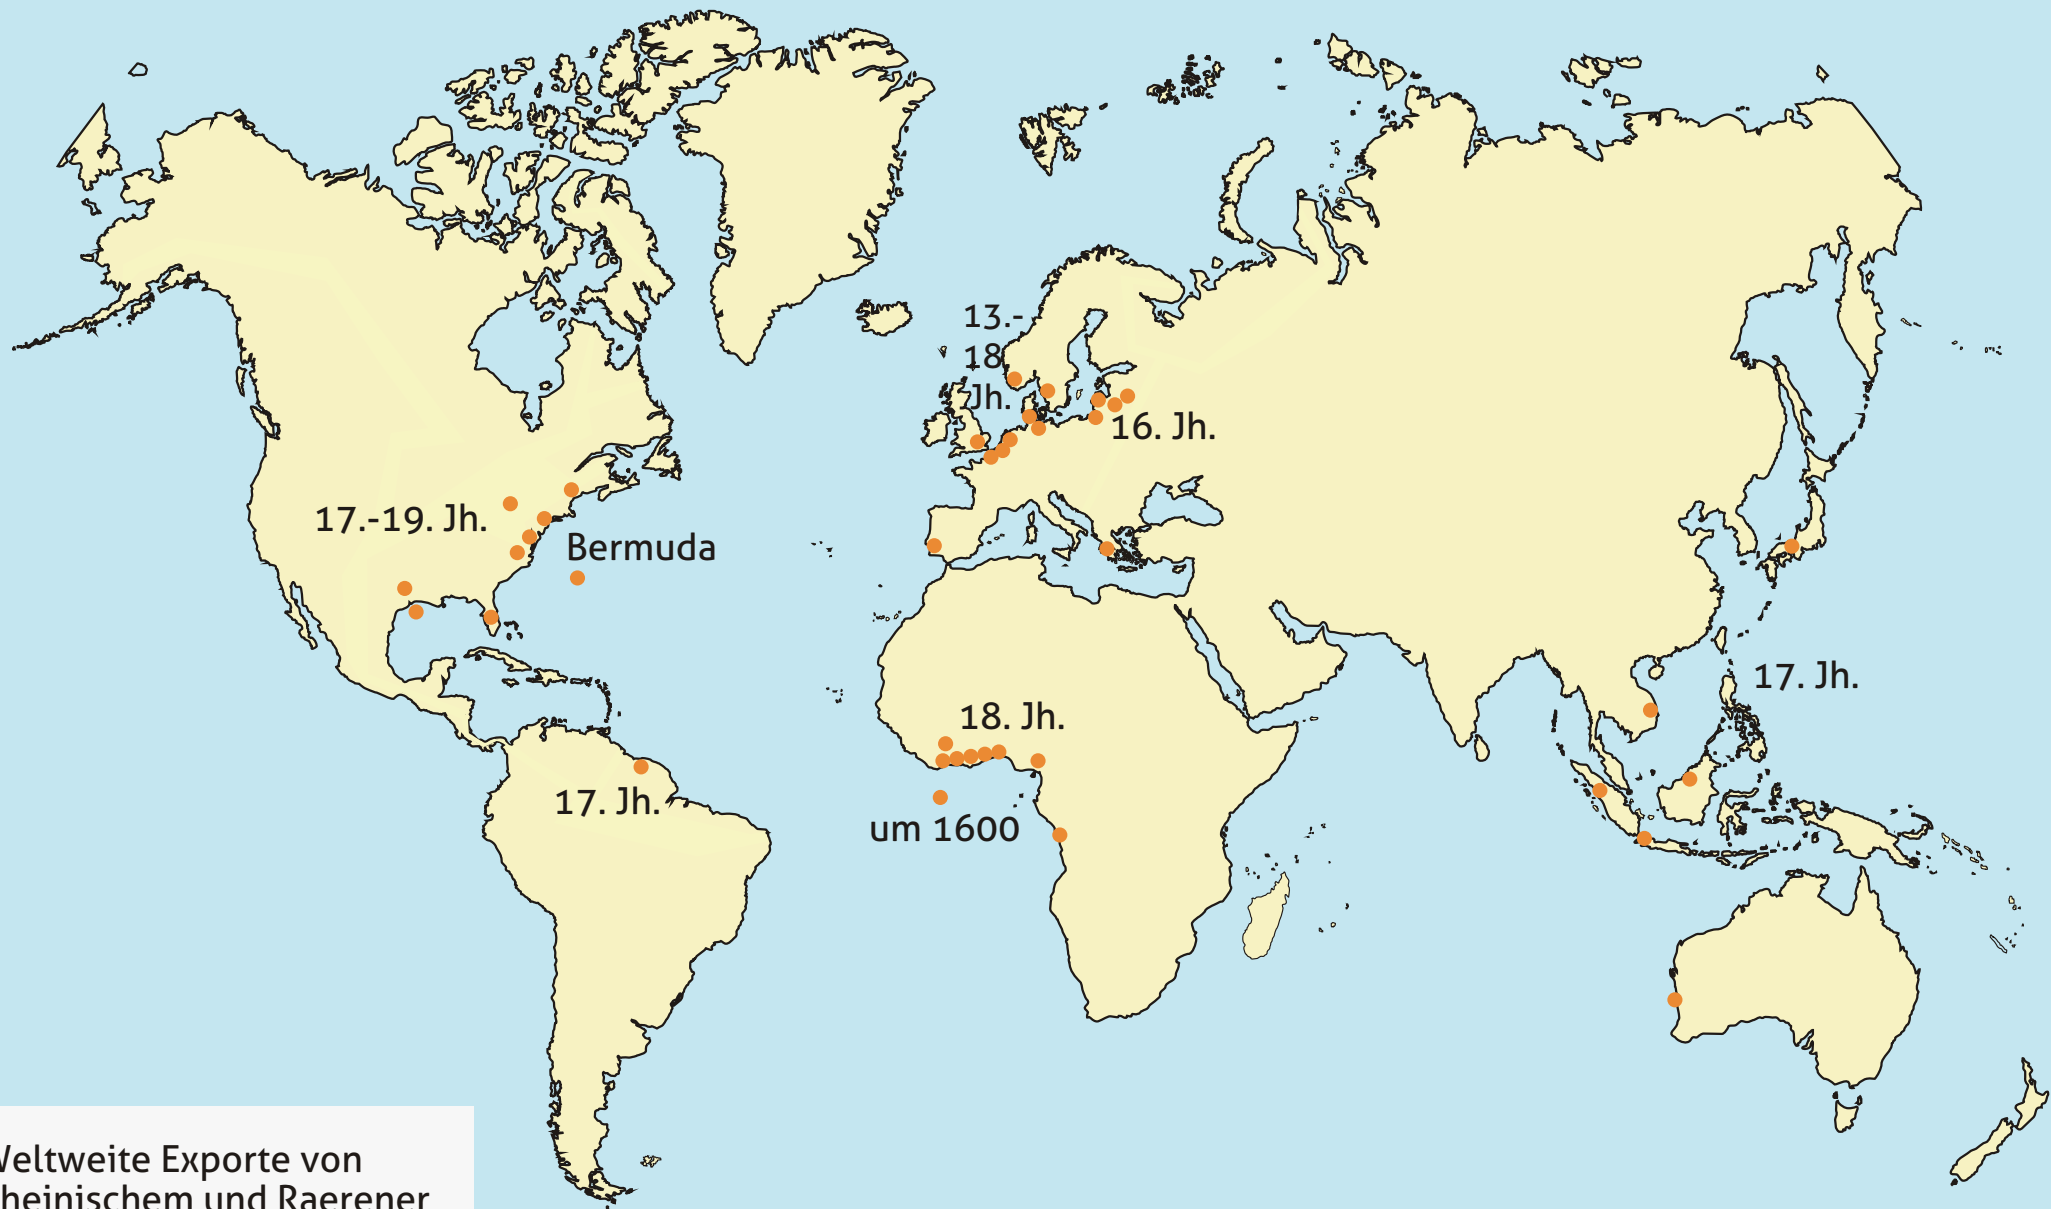 13.-
18.
Jh.
16. Jh.
17.-19. Jh.
Bermuda
17. Jh.
18. Jh.
17. Jh.
um 1600
Weltweite Exporte von
heinischem und Raerener